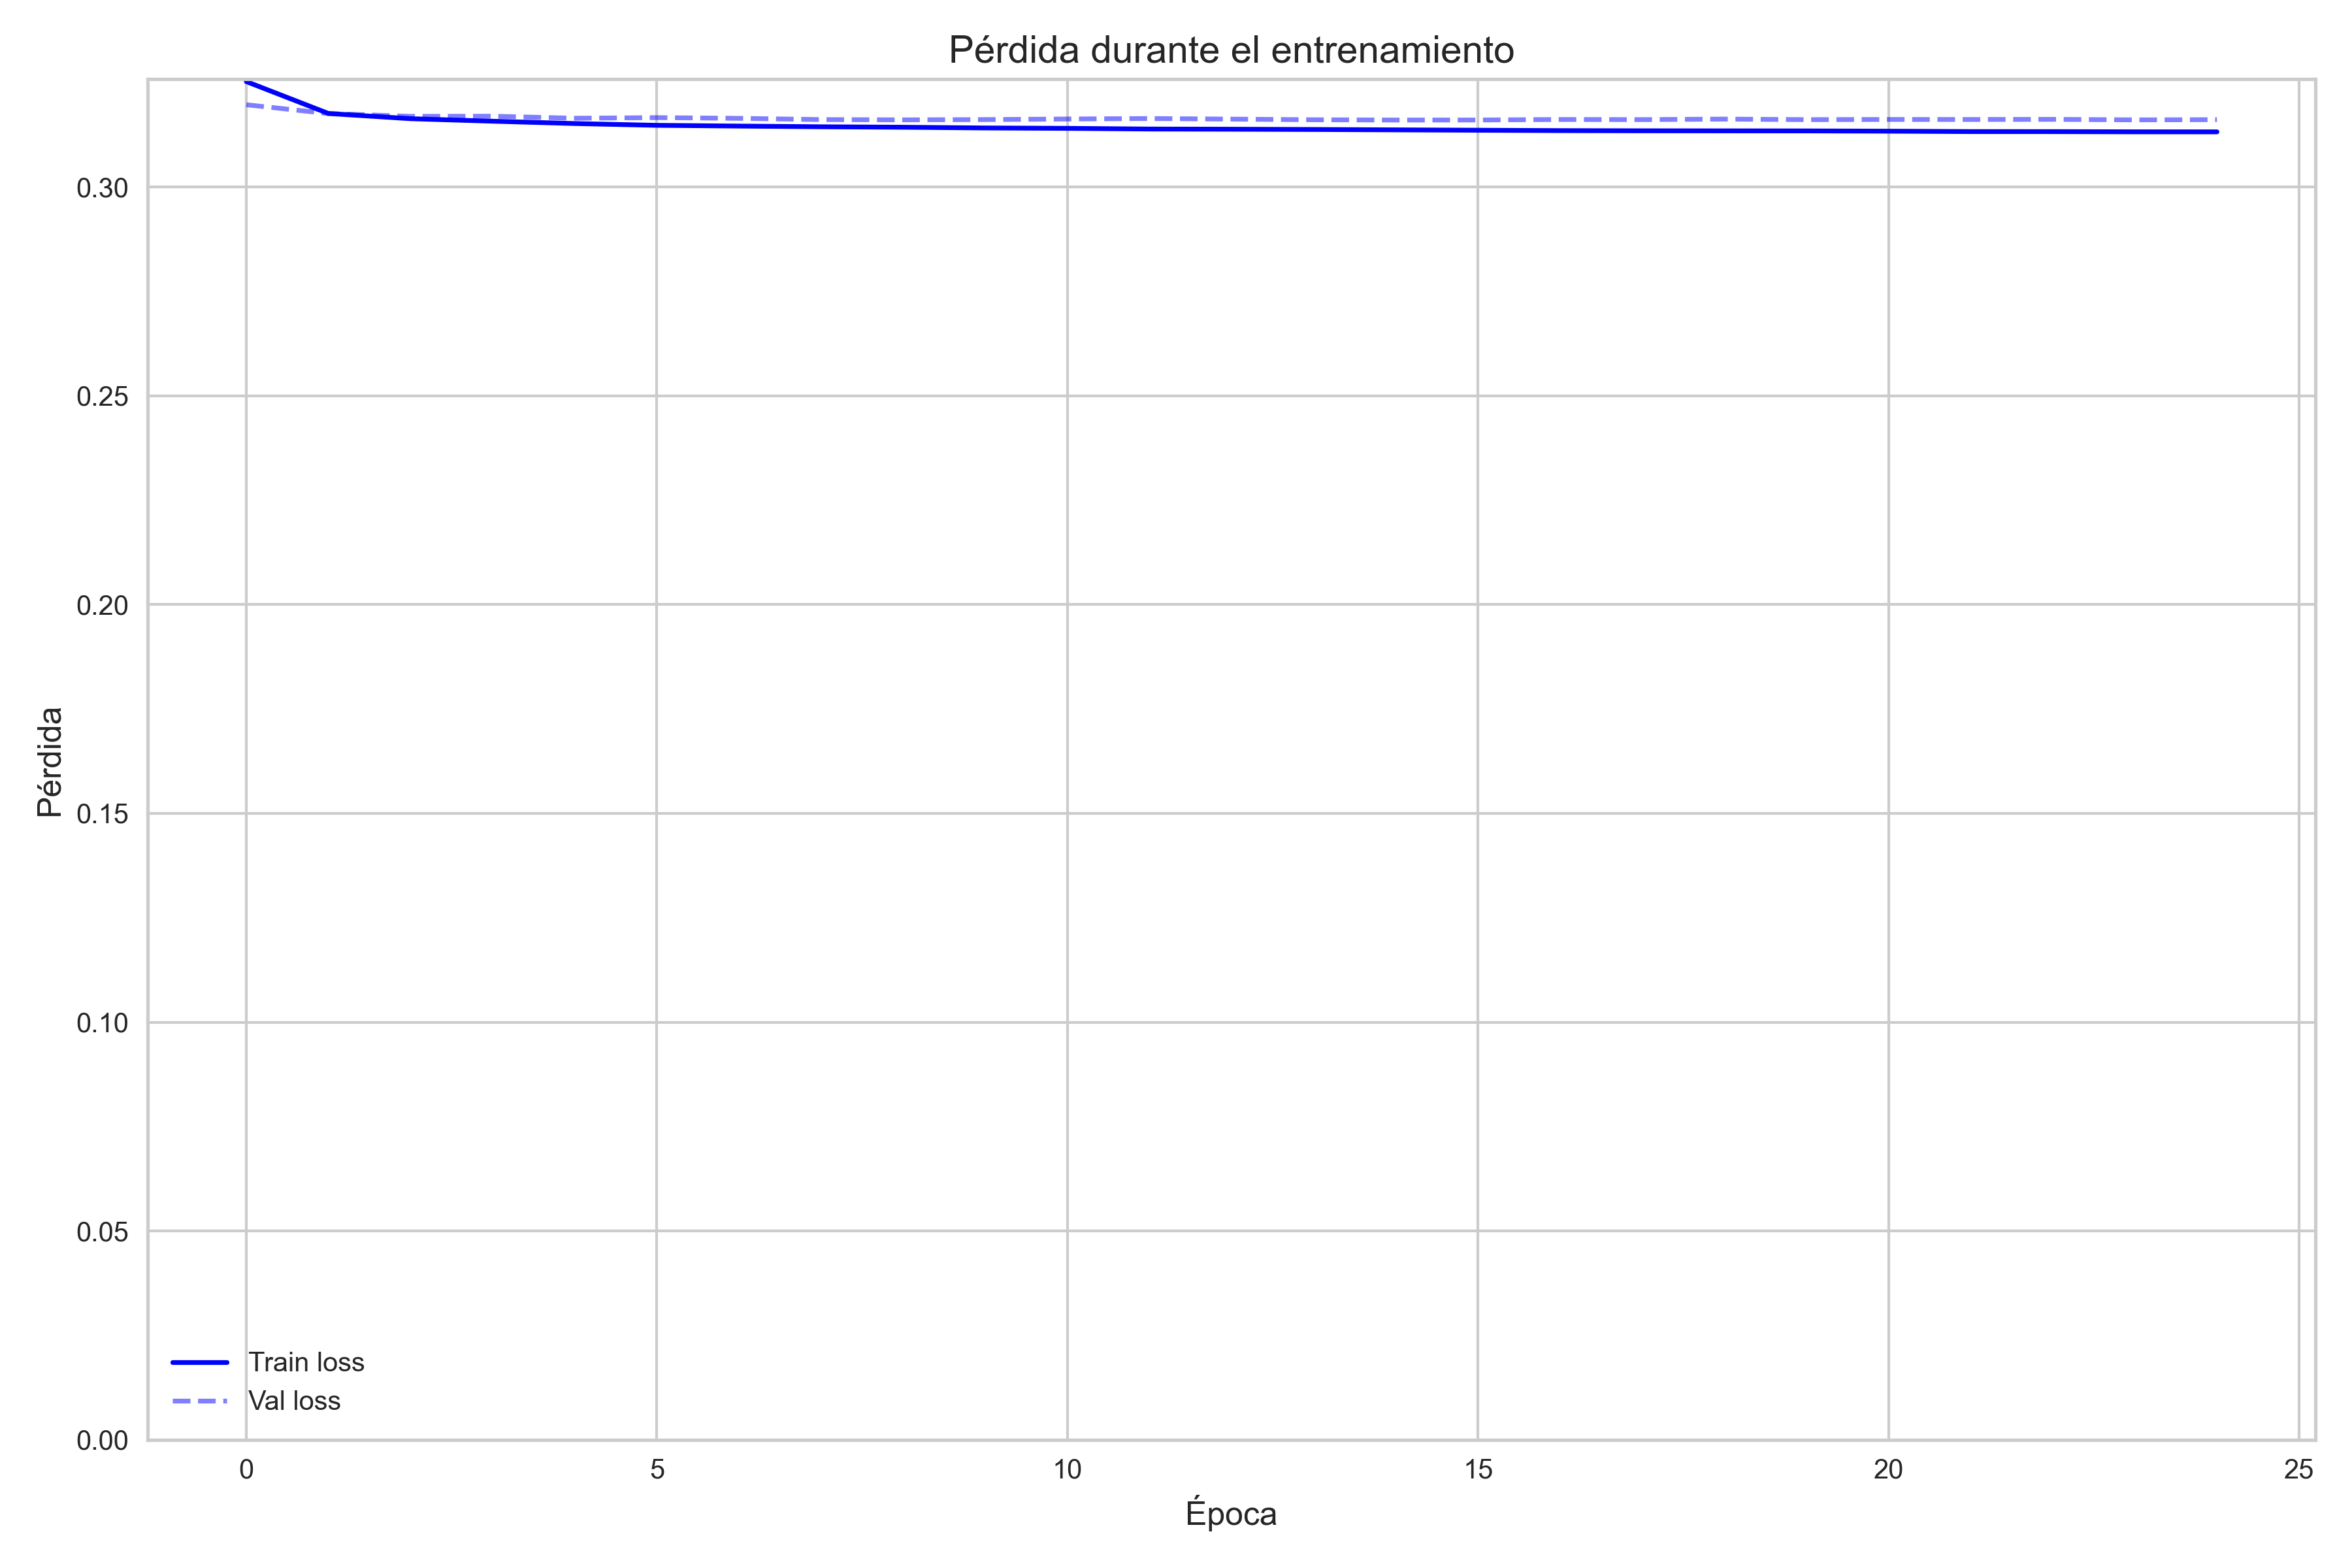 Pérdida durante el entrenamiento
0.30
0.25
0.20
0.15
0.10
0.05
0.00
Pérdida
Train loss
Val loss
0 5 10 15 20 25
Época